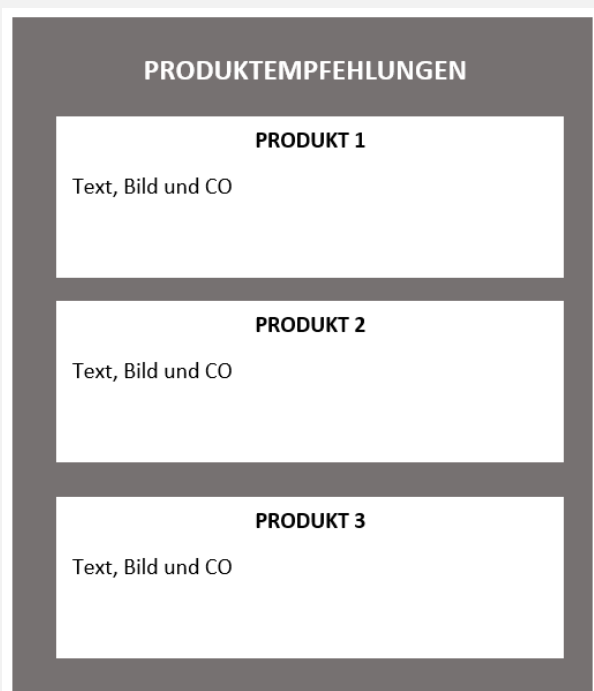 PRODUKTEMPFEHLUNGEN
PRODUKT 1
Text, Bild und CO
PRODUKT 2
Text, Bild und CO
PRODUKT 3
Text, Bild und CO